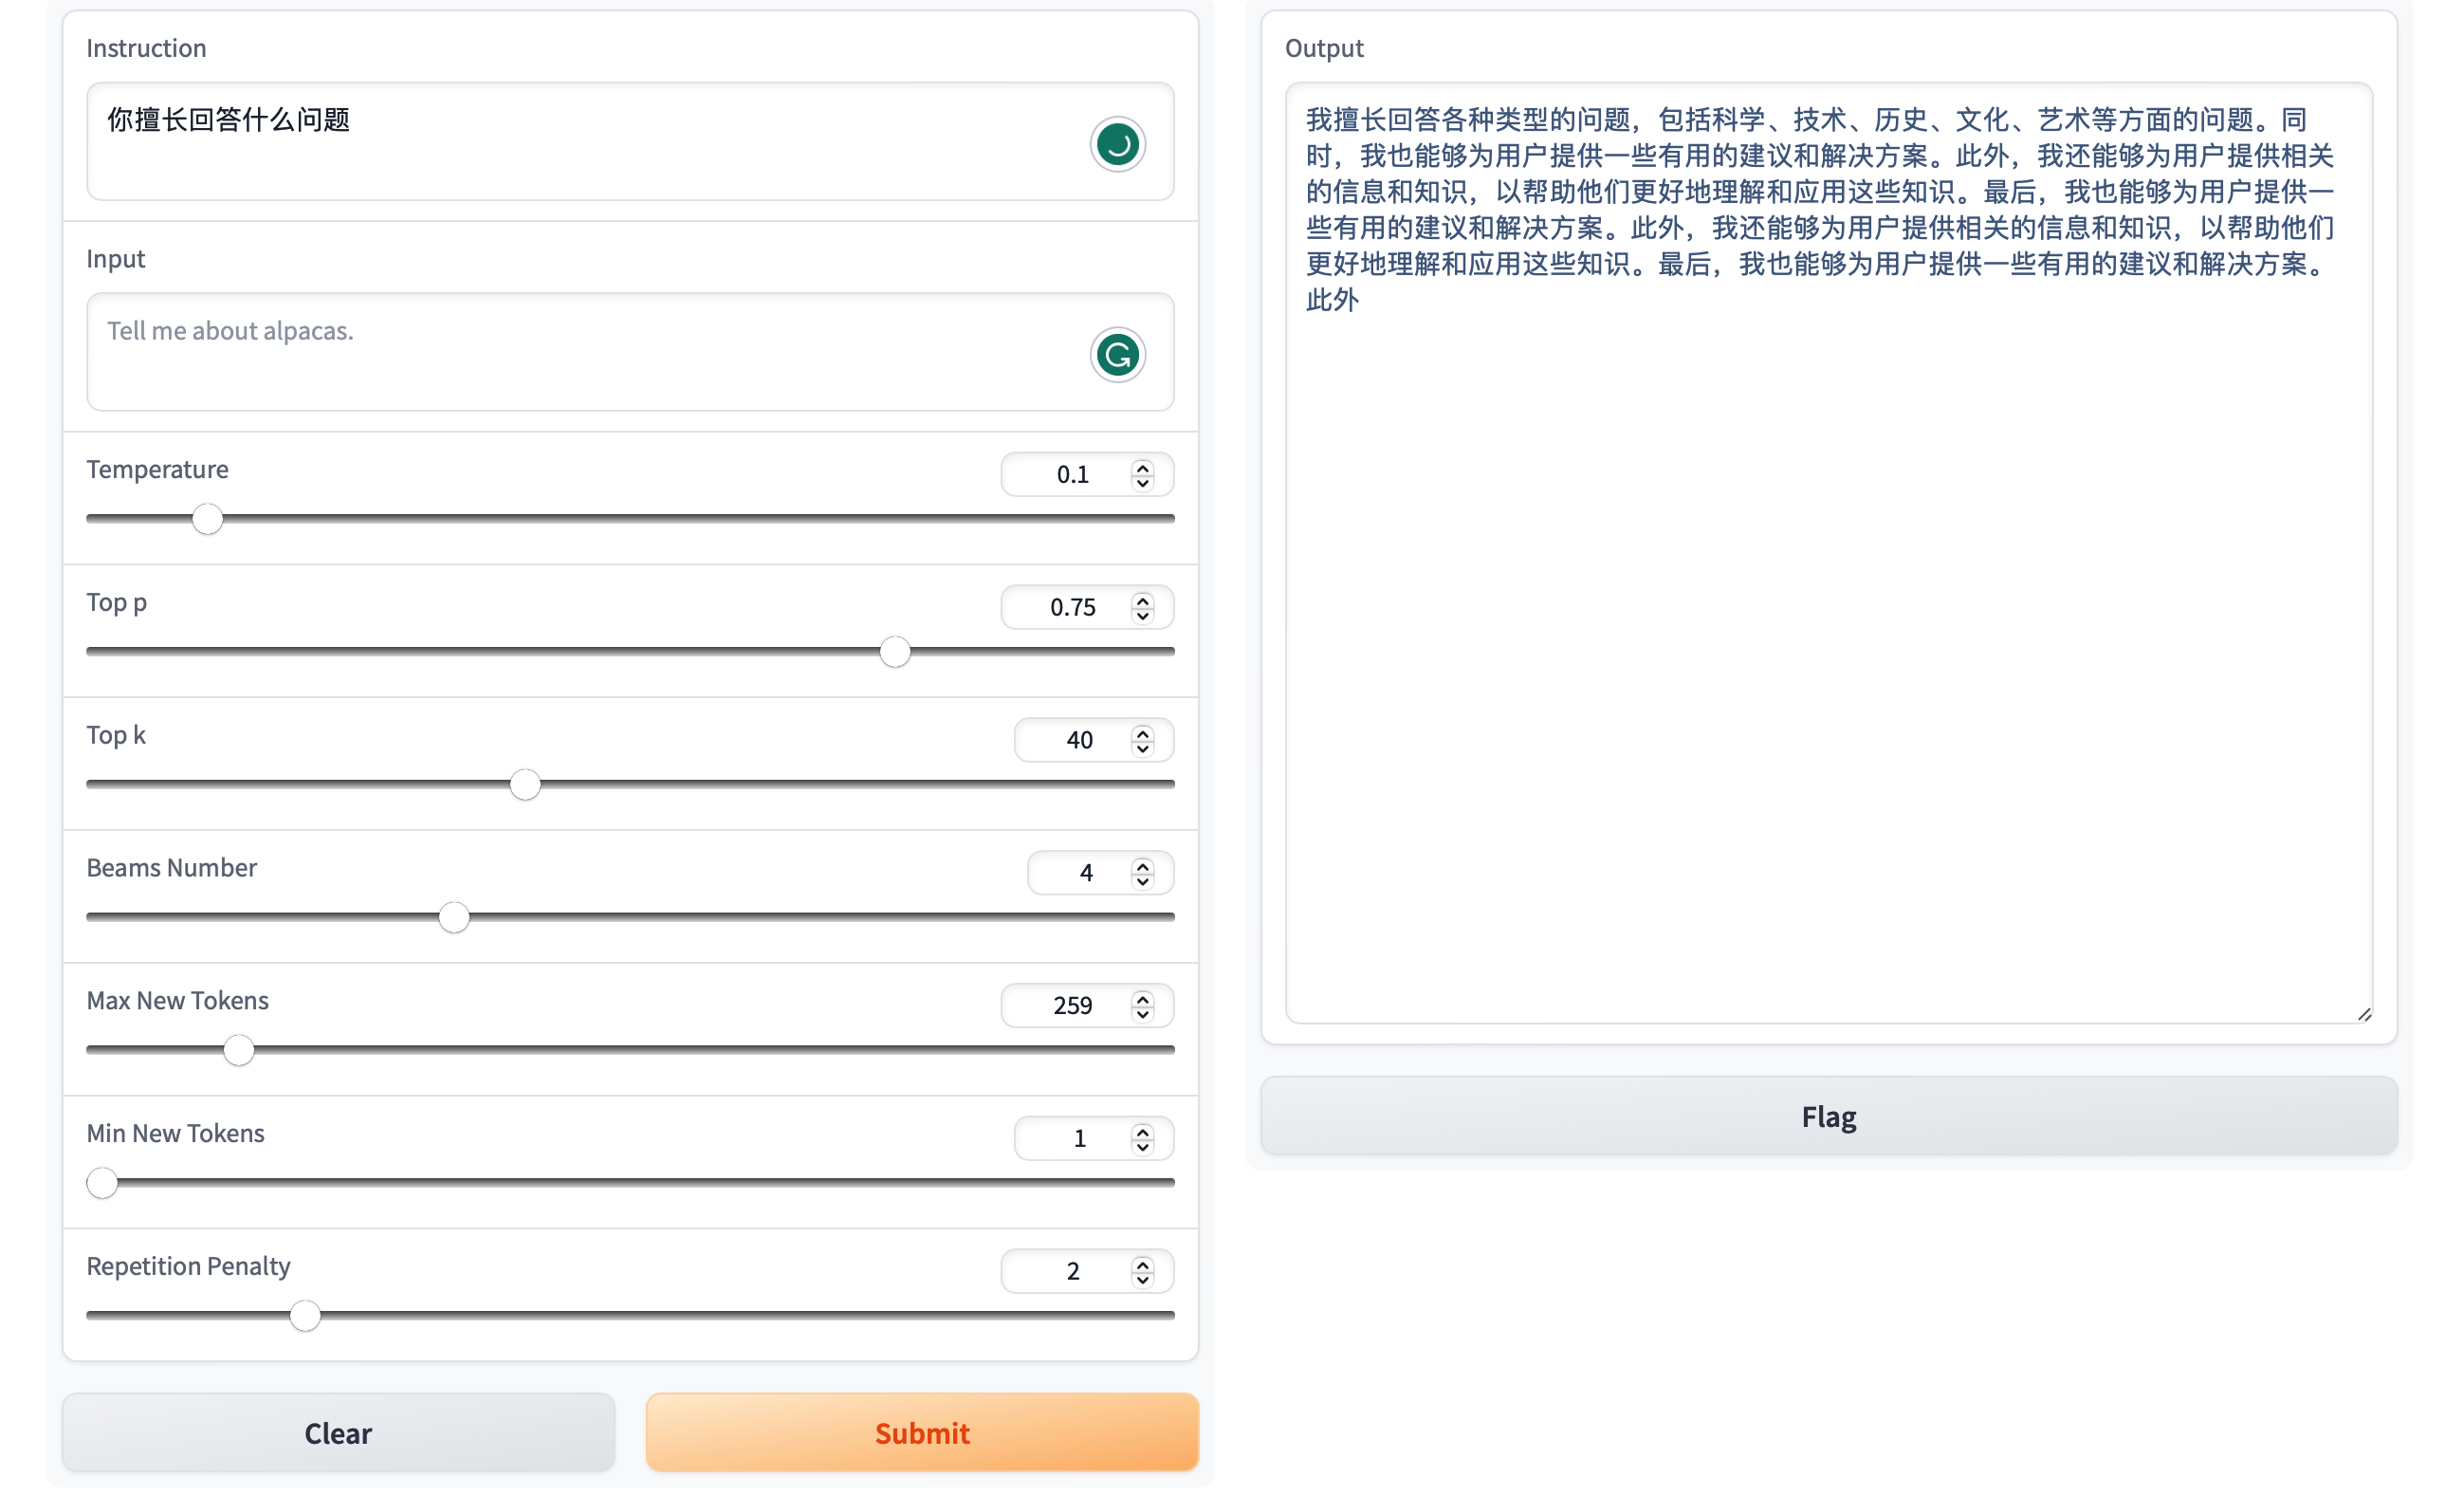 Instruction
你擅长回答什么问题
Input
Tell me about alpacas.
Temperature
0.1
Top p
0.75
Top k
40
Beams Number
4
Max New Tokens
259
Min New Tokens
1
Repetition Penalty
2
Clear
Submit
Output
我擅长回答各种类型的问题，包括科学、技术、历史、文化、艺术等方面的问题。同
时，我也能够为用户提供一些有用的建议和解决方案。此外，我还能够为用户提供相关
的信息和知识，以帮助他们更好地理解和应用这些知识。最后，我也能够为用户提供一
些有用的建议和解决方案。此外，我还能够为用户提供相关的信息和知识，以帮助他们
更好地理解和应用这些知识。最后，我也能够为用户提供一些有用的建议和解决方案。
此外
Flag